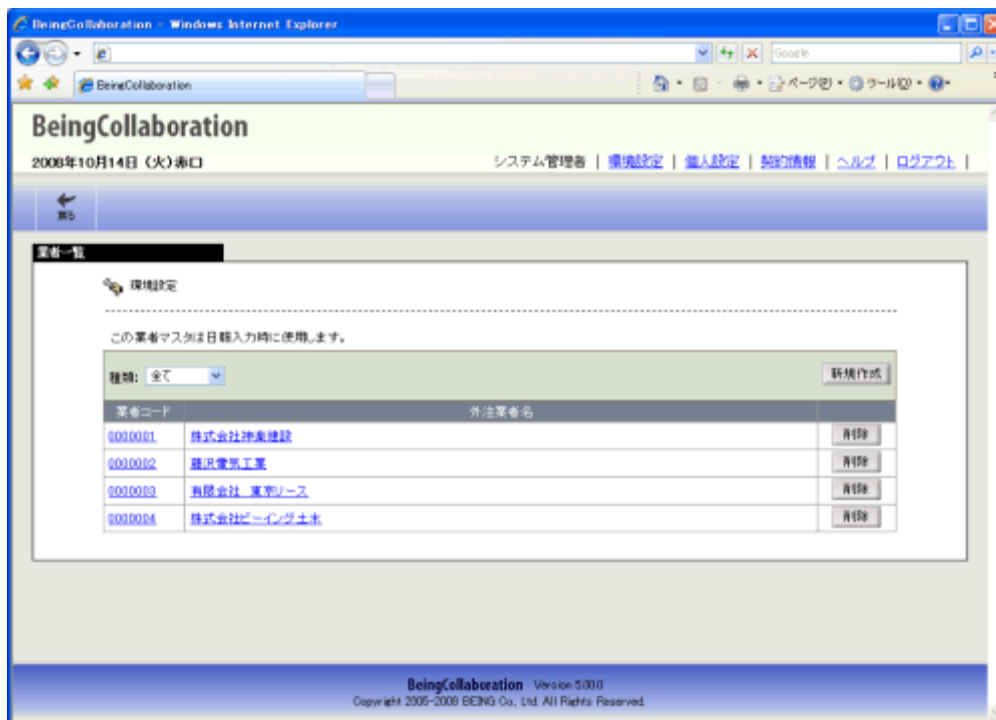 BeingCollaboration - Windows Internet Explorer
Google
BeingCollaboration
ページ(P) ツール(O)
BeingCollaboration
2008年10月14日 (火) 赤口
システム管理者 | 環境設定 | 個人設定 | 契約情報 | ヘルプ | ログアウト |
戻る
業者一覧
環境設定
この業者マスタは日報入力時に使用します。
種類: 全て
新規作成
業者コード 外注業者名
0000001 株式会社神楽建設 削除
0000002 藤沢電気工業 削除
0000003 有限会社 東京リース 削除
0000004 株式会社ビーイング土木 削除
BeingCollaboration Version 5.00.0
Copyright 2005-2008 BEING Co., Ltd. All Rights Reserved.